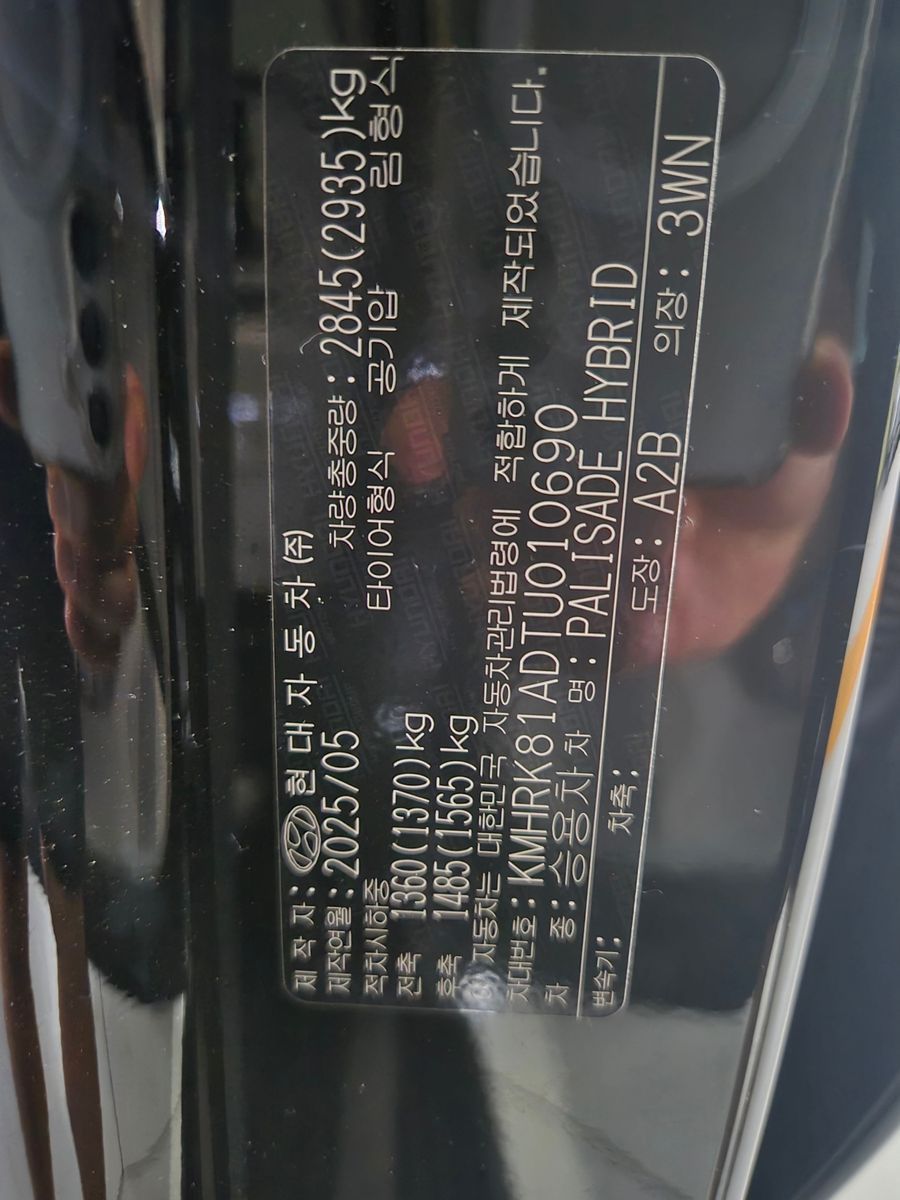 제 작 자 : 현 대 자 동 차 (주)
제작연월 : 2025/05 차량총중량 : 2845(2935)kg
적차시하중 타이어형식 공기압 림형식
전축 1360(1370)kg
후축 1485(1565)kg
이 자동차는 대한민국 자동차관리법령에 적합하게 제작되었습니다.
차대번호 : KMHRK81ADTU010690
차 종 : 승용차 차 명 : PALISADE HYBRID
변속기 : 차축 : 도장 : A2B 의장 : 3WN